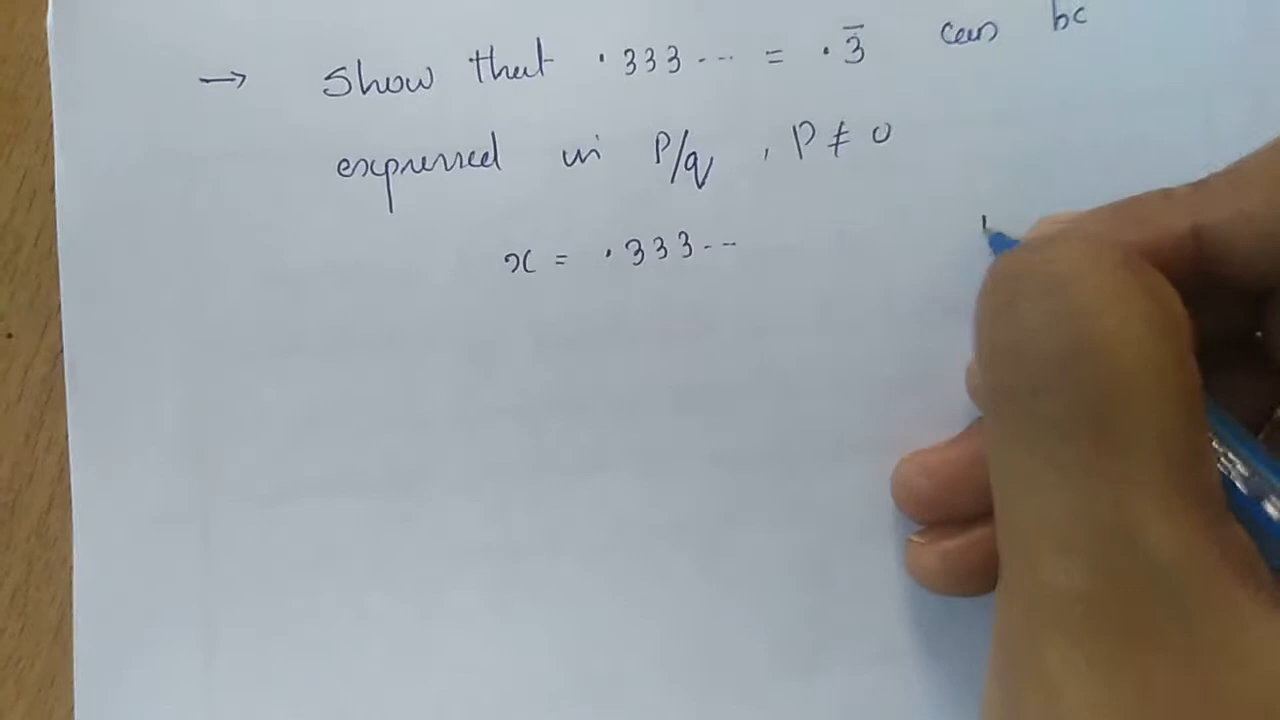 → Show that .333... = .3̅ can be
expressed in P/q , P ≠ 0
x = .333..